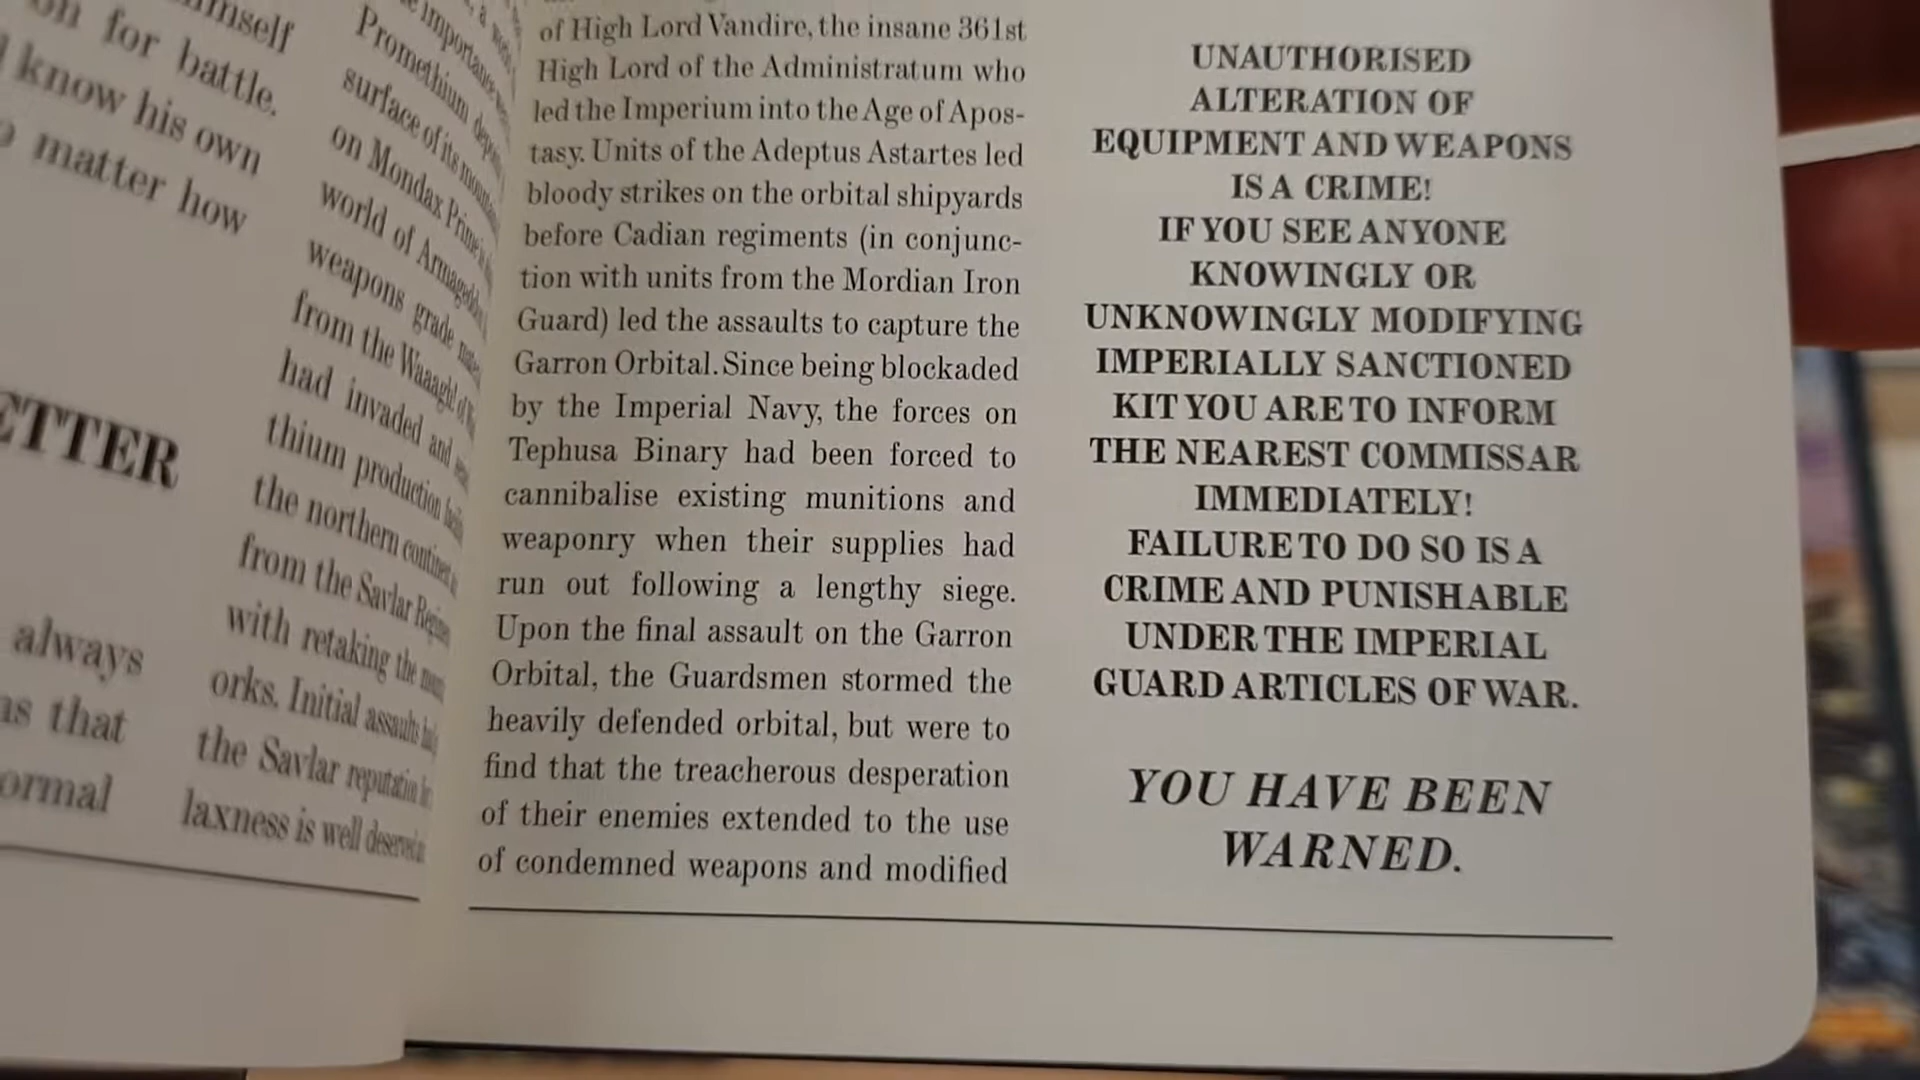 himself
on for battle.
know his own
matter how
ETTER
always
as that
ormal
importance
Promethium
surface of its
on Mondax Prime
world of Armageddon
weapons grade
from the Waaagh! of
had invaded and
thium production
the northern continent
from the Savlar
with retaking the
orks. Initial assaults
the Savlar reputation
laxness is well deserved
of High Lord Vandire, the insane 361st
High Lord of the Administratum who
led the Imperium into the Age of Apos-
tasy. Units of the Adeptus Astartes led
bloody strikes on the orbital shipyards
before Cadian regiments (in conjunc-
tion with units from the Mordian Iron
Guard) led the assaults to capture the
Garron Orbital. Since being blockaded
by the Imperial Navy, the forces on
Tephusa Binary had been forced to
cannibalise existing munitions and
weaponry when their supplies had
run out following a lengthy siege.
Upon the final assault on the Garron
Orbital, the Guardsmen stormed the
heavily defended orbital, but were to
find that the treacherous desperation
of their enemies extended to the use
of condemned weapons and modified
UNAUTHORISED
ALTERATION OF
EQUIPMENT AND WEAPONS
IS A CRIME!
IF YOU SEE ANYONE
KNOWINGLY OR
UNKNOWINGLY MODIFYING
IMPERIALLY SANCTIONED
KIT YOU ARE TO INFORM
THE NEAREST COMMISSAR
IMMEDIATELY!
FAILURE TO DO SO IS A
CRIME AND PUNISHABLE
UNDER THE IMPERIAL
GUARD ARTICLES OF WAR.
YOU HAVE BEEN
WARNED.